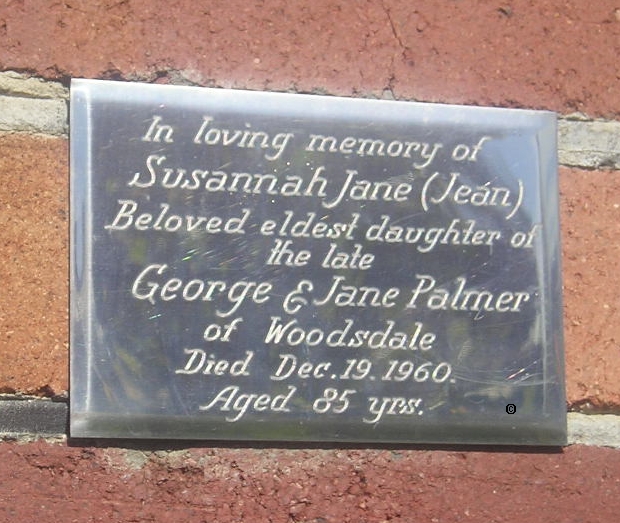 In loving memory of
Susannah Jane (Jean)
Beloved eldest daughter of
the late
George & Jane Palmer
of Woodsdale
Died Dec. 19. 1960.
Aged 85 yrs.
©